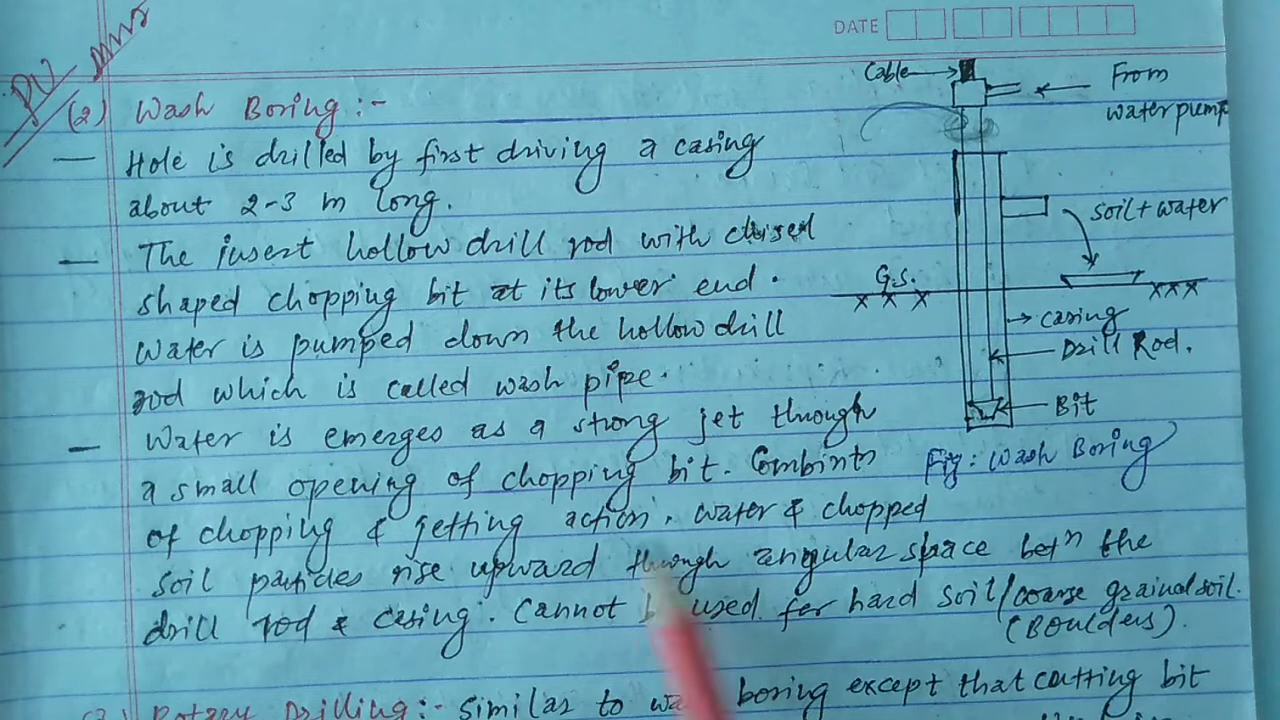 DATE
(2) Wash Boring :-
— Hole is drilled by first driving a casing
about 2-3 m long.
— The insert hollow drill rod with chisel
shaped chopping bit at its lower end.
Water is pumped down the hollow drill
rod which is called wash pipe.
— Water is emerges as a strong jet through
a small opening of chopping bit. Combints
of chopping & jetting action. water & chopped
soil particles rise upward through angular space betn the
drill rod & casing. Cannot used for hard soil/coarse grained soil.
(Boulders).
Rotary Drilling :- Similar to boring except that cutting bit
Cable
From
water pump
soil + water
G.S.
casing
Drill Rod.
Bit
Fig: Wash Boring